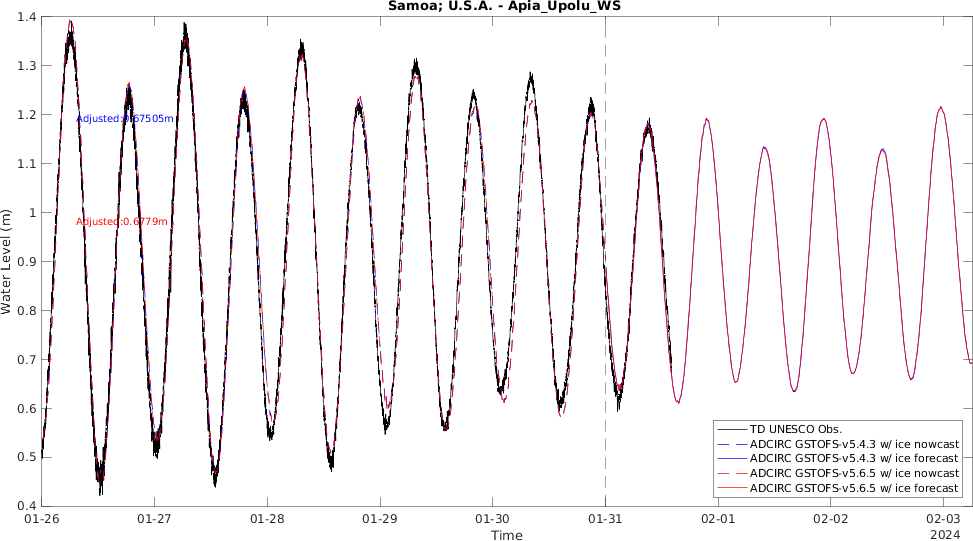 Samoa; U.S.A. - Apia_Upolu_WS
1.4
1.3
1.2
1.1
1
0.9
0.8
0.7
0.6
0.5
0.4
Water Level (m)
Adjusted:0.67505m
Adjusted:0.6779m
TD UNESCO Obs.
ADCIRC GSTOFS-v5.4.3 w/ ice nowcast
ADCIRC GSTOFS-v5.4.3 w/ ice forecast
ADCIRC GSTOFS-v5.6.5 w/ ice nowcast
ADCIRC GSTOFS-v5.6.5 w/ ice forecast
01-26 01-27 01-28 01-29 01-30 01-31 02-01 02-02 02-03
Time
2024